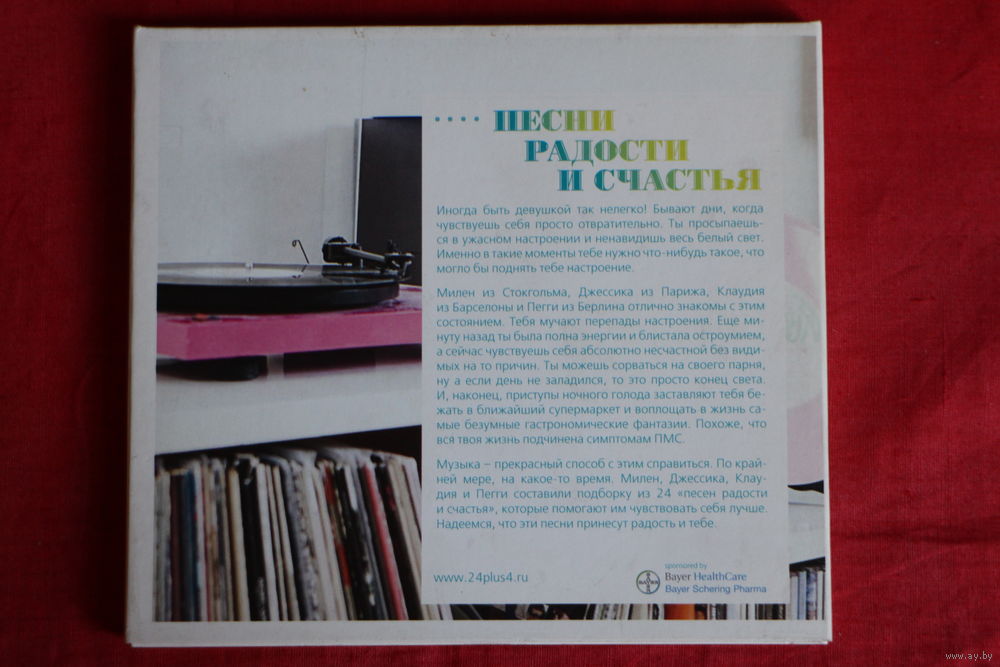 ПЕСНИ
РАДОСТИ
И СЧАСТЬЯ
Иногда быть девушкой так нелегко! Бывают дни, когда
чувствуешь себя просто отвратительно. Ты просыпаешь-
ся в ужасном настроении и ненавидишь весь белый свет.
Именно в такие моменты тебе нужно что-нибудь такое, что
могло бы поднять тебе настроение.
Милен из Стокгольма, Джессика из Парижа, Клаудия
из Барселоны и Пегги из Берлина отлично знакомы с этим
состоянием. Тебя мучают перепады настроения. Еще ми-
нуту назад ты была полна энергии и блистала остроумием,
а сейчас чувствуешь себя абсолютно несчастной без види-
мых на то причин. Ты можешь сорваться на своего парня,
ну а если день не заладился, то это просто конец света.
И, наконец, приступы ночного голода заставляют тебя бе-
жать в ближайший супермаркет и воплощать в жизнь са-
мые безумные гастрономические фантазии. Похоже, что
вся твоя жизнь подчинена симптомам ПМС.
Музыка – прекрасный способ с этим справиться. По край-
ней мере, на какое-то время. Милен, Джессика, Клау-
дия и Пегги составили подборку из 24 «песен радости
и счастья», которые помогают им чувствовать себя лучше.
Надеемся, что эти песни принесут радость и тебе.
www.24plus4.ru
sponsored by
BAYER
Bayer HealthCare
Bayer Schering Pharma
www.ay.by